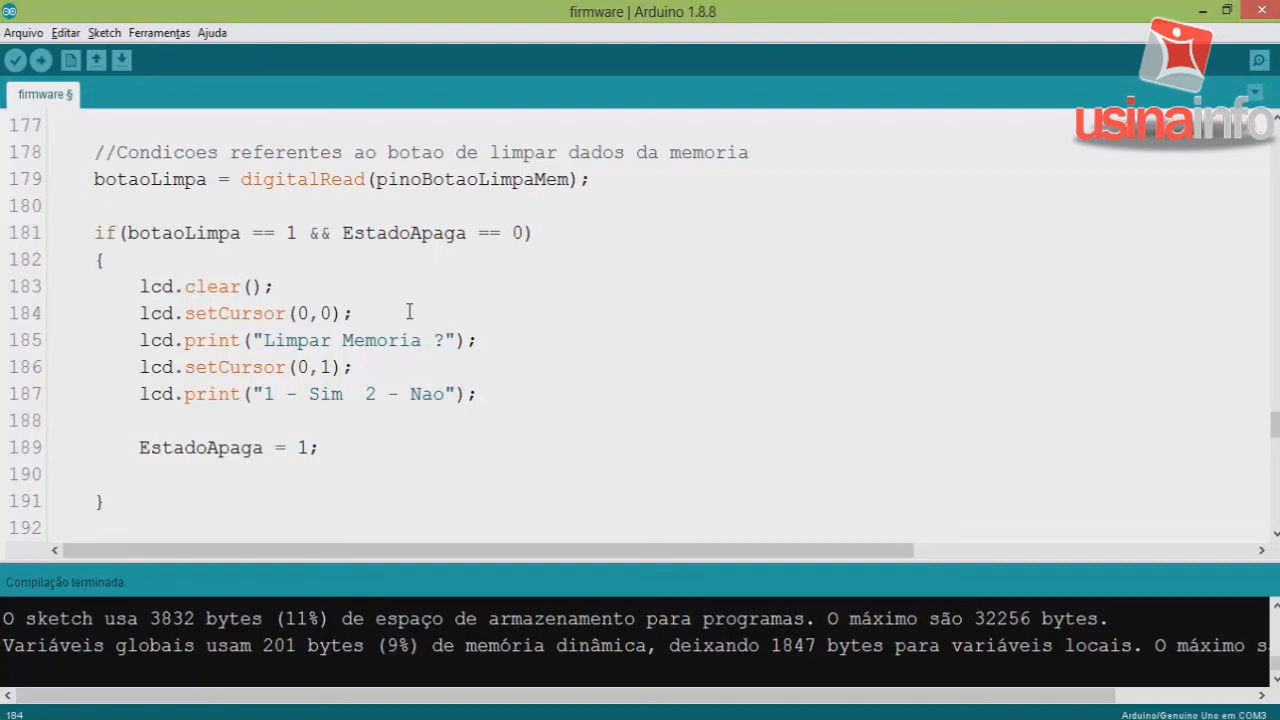 firmware | Arduino 1.8.8
Arquivo Editar Sketch Ferramentas Ajuda
firmware §
usinainfo
177
178 //Condicoes referentes ao botao de limpar dados da memoria
179 botaoLimpa = digitalRead(pinoBotaoLimpaMem);
180
181 if(botaoLimpa == 1 && EstadoApaga == 0)
182 {
183 lcd.clear();
184 lcd.setCursor(0,0);
185 lcd.print("Limpar Memoria ?");
186 lcd.setCursor(0,1);
187 lcd.print("1 - Sim  2 - Nao");
188
189 EstadoApaga = 1;
190
191 }
192
Compilação terminada.
O sketch usa 3832 bytes (11%) de espaço de armazenamento para programas. O máximo são 32256 bytes.
Variáveis globais usam 201 bytes (9%) de memória dinâmica, deixando 1847 bytes para variáveis locais. O máximo s
184
Arduino/Genuino Uno em COM3